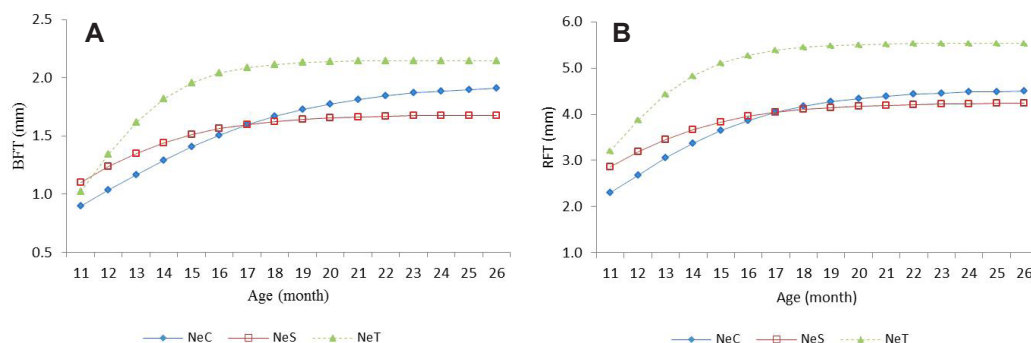 A
2.5
2.0
1.5
1.0
0.5
BFT (mm)
11 12 13 14 15 16 17 18 19 20 21 22 23 24 25 26
Age (month)
NeC NeS NeT
B
6.0
5.0
4.0
3.0
2.0
1.0
RFT (mm)
11 12 13 14 15 16 17 18 19 20 21 22 23 24 25 26
Age (month)
NeC NeS NeT